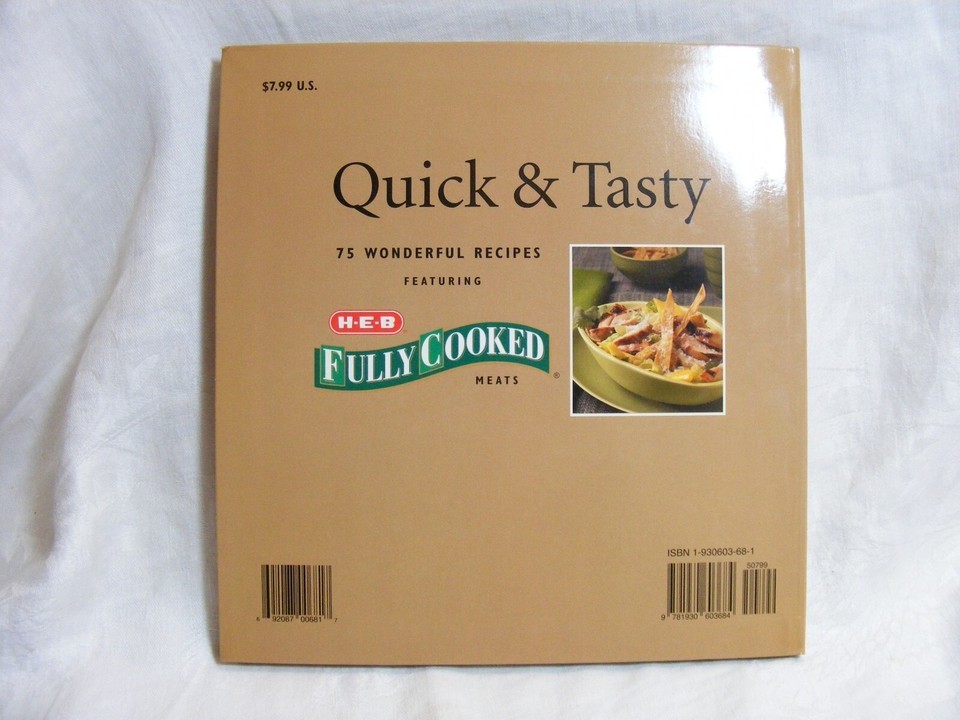 $7.99 U.S.
Quick & Tasty
75 WONDERFUL RECIPES
FEATURING
H-E-B
FULLY COOKED
MEATS ®
ISBN 1-930603-68-1
50799
6 92087 00681 7
9 781930 603684